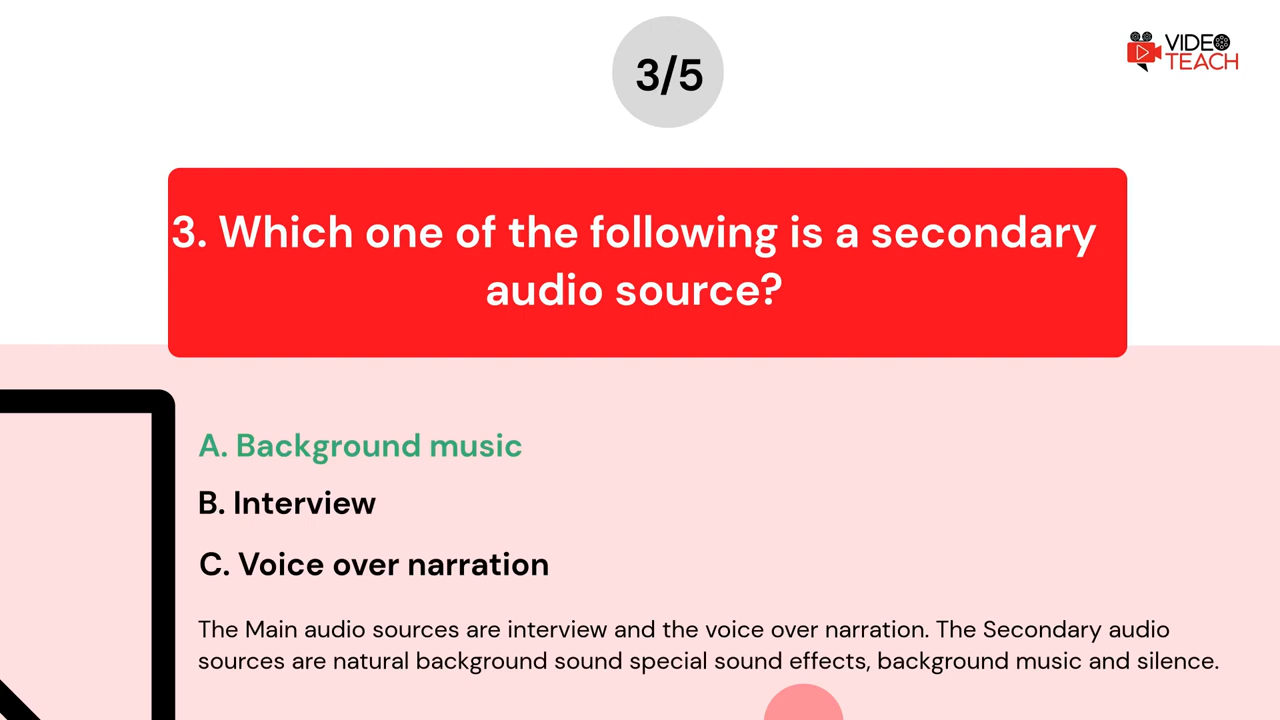 3/5
VIDEO
TEACH
3. Which one of the following is a secondary
audio source?
A. Background music
B. Interview
C. Voice over narration
The Main audio sources are interview and the voice over narration. The Secondary audio
sources are natural background sound special sound effects, background music and silence.